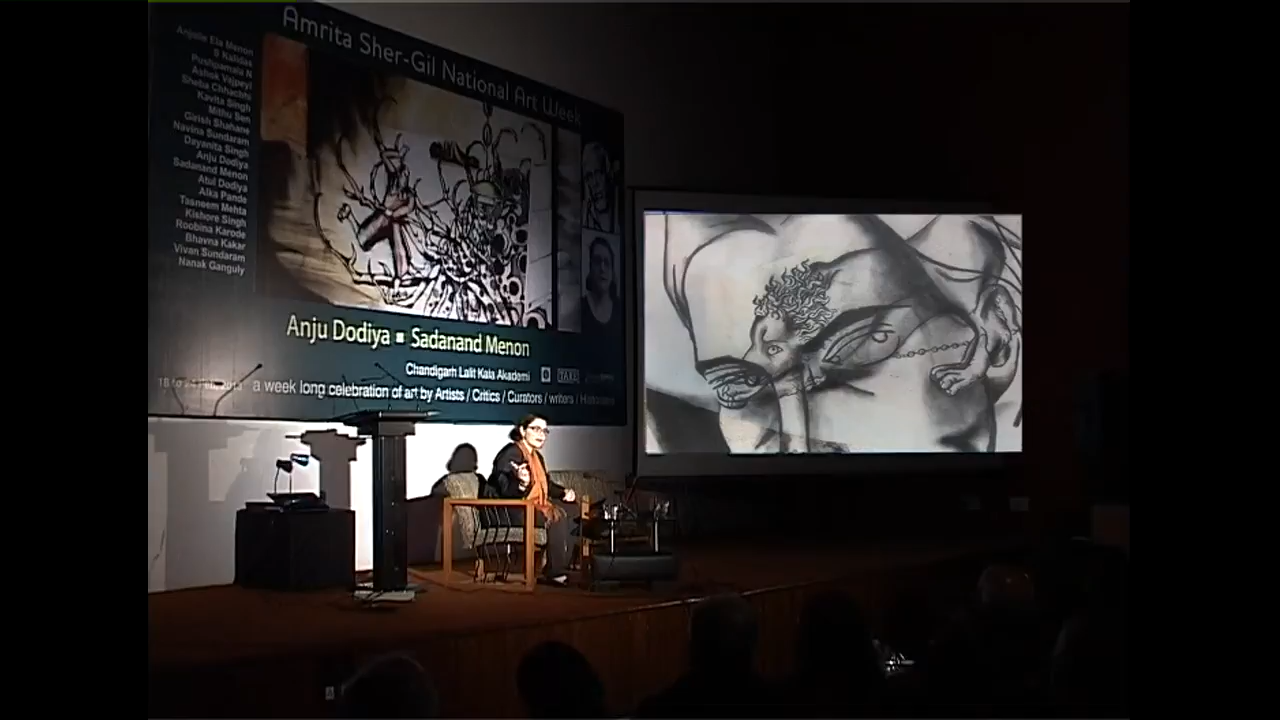 Amrita Sher-Gil National Art Week
Anjolie Ela Menon
S Kalidas
Pushpamala N
Ashok Vajpeyi
Sheba Chhachhi
Kavita Singh
Mithu Sen
Girish Shahane
Navina Sundaram
Dayanita Singh
Anju Dodiya
Sadanand Menon
Atul Dodiya
Alka Pande
Tasneem Mehta
Kishore Singh
Roobina Karode
Bhavna Kakar
Vivan Sundaram
Nanak Ganguly
Anju Dodiya ■ Sadanand Menon
Chandigarh Lalit Kala Akademi
a week long celebration of art by Artists / Critics / Curators / writers /